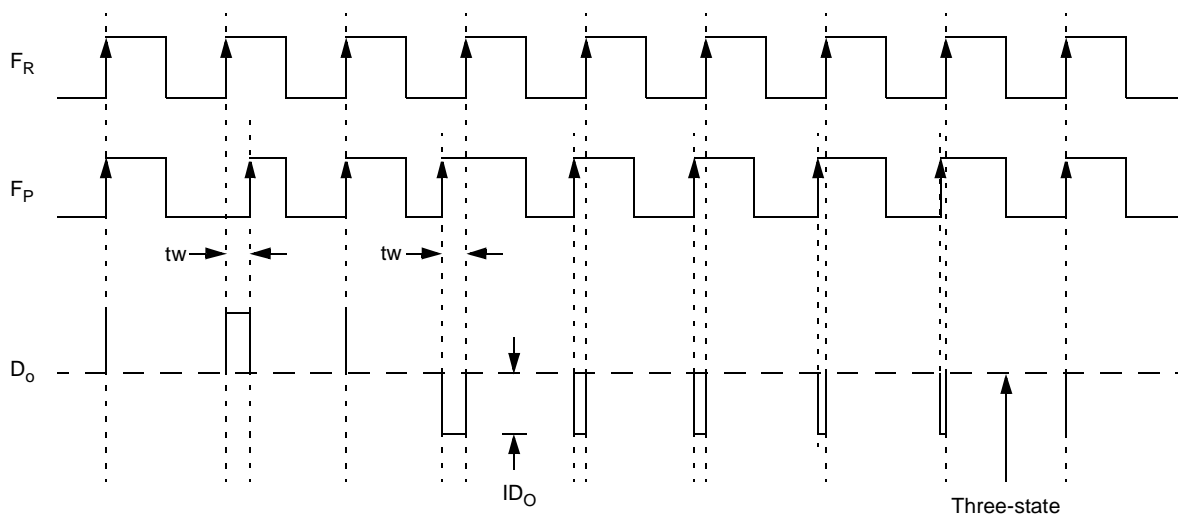 F_R
F_P
tw tw
D_o
ID_O
Three-state